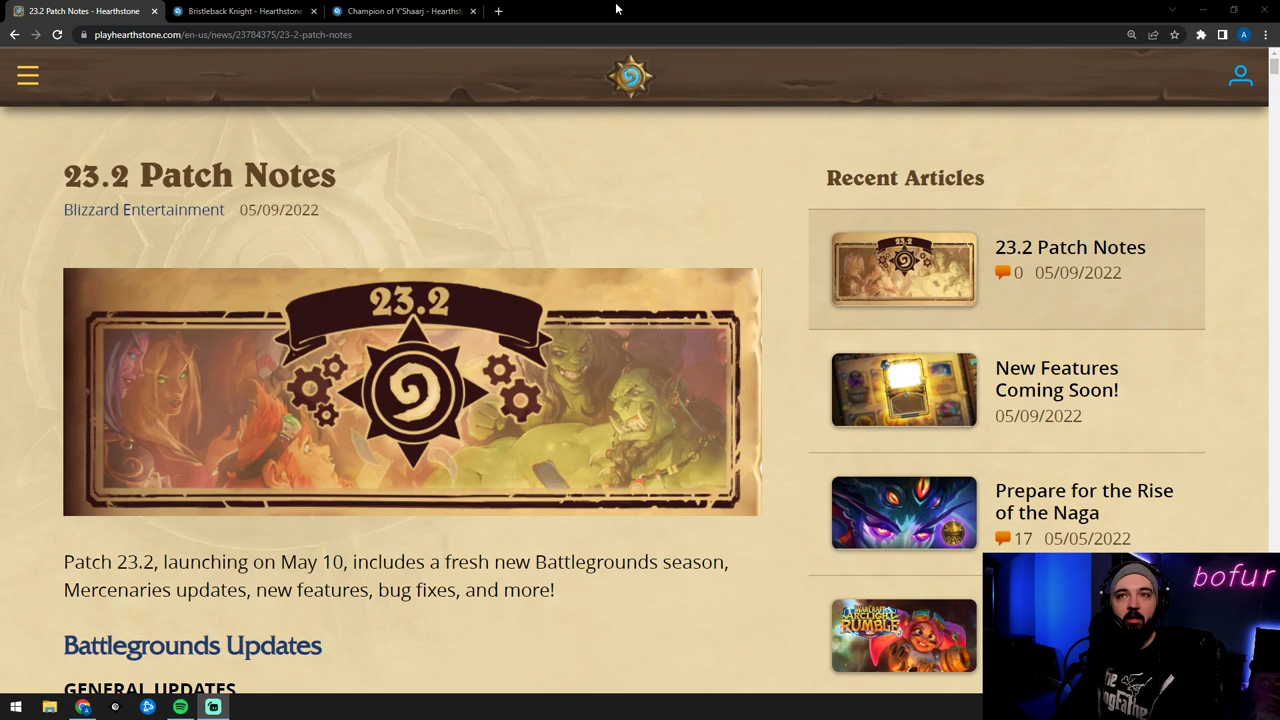 23.2 Patch Notes - Hearthstone
Bristleback Knight - Hearthstone
Champion of Y'Shaarj - Hearthst
playhearthstone.com/en-us/news/23784375/23-2-patch-notes
A
23.2 Patch Notes
Blizzard Entertainment 05/09/2022
23.2
Patch 23.2, launching on May 10, includes a fresh new Battlegrounds season,
Mercenaries updates, new features, bug fixes, and more!
Battlegrounds Updates
GENERAL UPDATES
Recent Articles
23.2
23.2 Patch Notes
0 05/09/2022
New Features
Coming Soon!
05/09/2022
Prepare for the Rise
of the Naga
17 05/05/2022
WARCRAFT
ARCLIGHT
RUMBLE
bofur
The